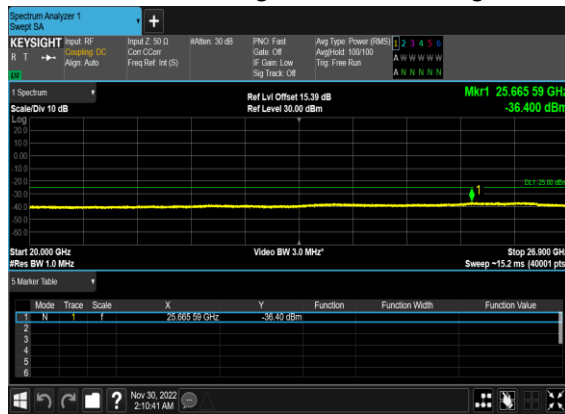 Spectrum Analyzer 1
Swept SA
KEYSIGHT Input: RF Input Z: 50 Ω #Atten: 30 dB PNO: Fast Avg Type: Power (RMS) 1 2 3 4 5 6
R T Coupling: DC Corr CCorr Gate: Off Avg|Hold: 100/100 A W W W W W
Align: Auto Freq Ref: Int (S) IF Gain: Low Trig: Free Run
LW Sig Track: Off A N N N N N
1 Spectrum Ref Lvl Offset 15.39 dB Mkr1 25.665 59 GHz
Scale/Div 10 dB Ref Level 30.00 dBm -36.400 dBm
Log
20.0
10.0
0.00
-10.0
-20.0 DL1 -25.00 dBm
-30.0 1
-40.0
-50.0
-60.0
Start 20.000 GHz Video BW 3.0 MHz* Stop 26.900 GHz
#Res BW 1.0 MHz Sweep ~15.2 ms (40001 pts
5 Marker Table
Mode Trace Scale X Y Function Function Width Function Value
1 N 1 f 25.665 59 GHz -36.40 dBm
2
3
4
5
6
? Nov 30, 2022
2:10:41 AM